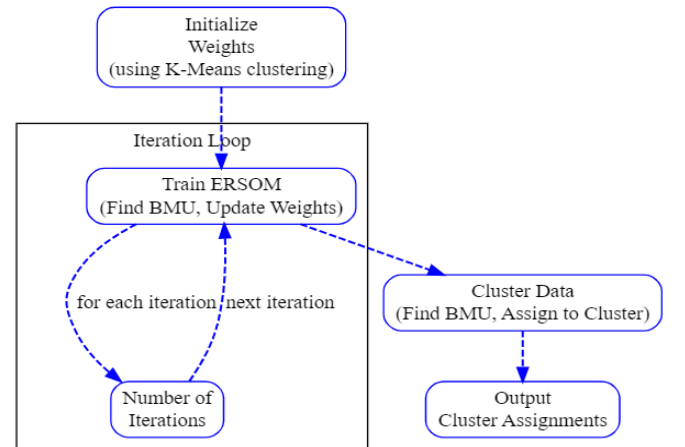 Initialize
Weights
(using K-Means clustering)
Iteration Loop
Train ERSOM
(Find BMU, Update Weights)
for each iteration
next iteration
Cluster Data
(Find BMU, Assign to Cluster)
Number of
Iterations
Output
Cluster Assignments